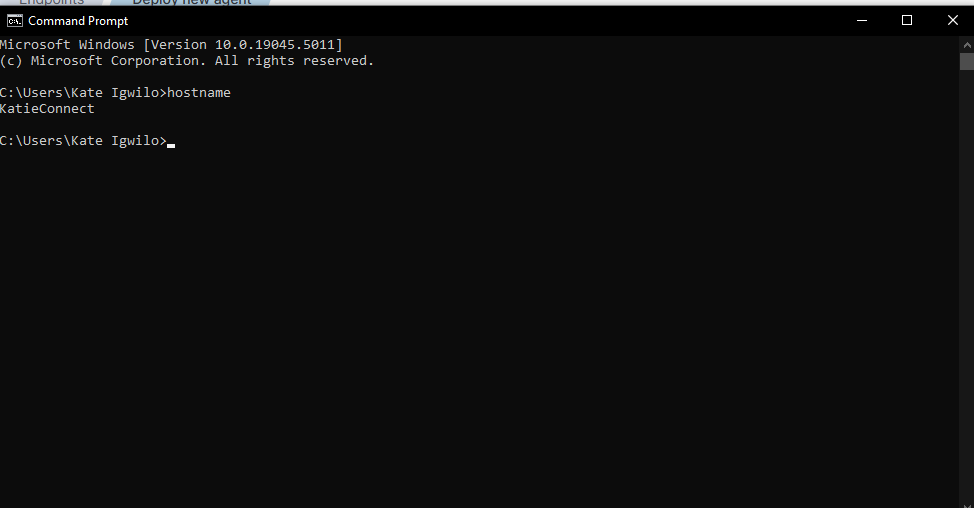 Endpoints Deploy new agent
Command Prompt
Microsoft Windows [Version 10.0.19045.5011]
(c) Microsoft Corporation. All rights reserved.
C:\Users\Kate Igwilo>hostname
KatieConnect
C:\Users\Kate Igwilo>